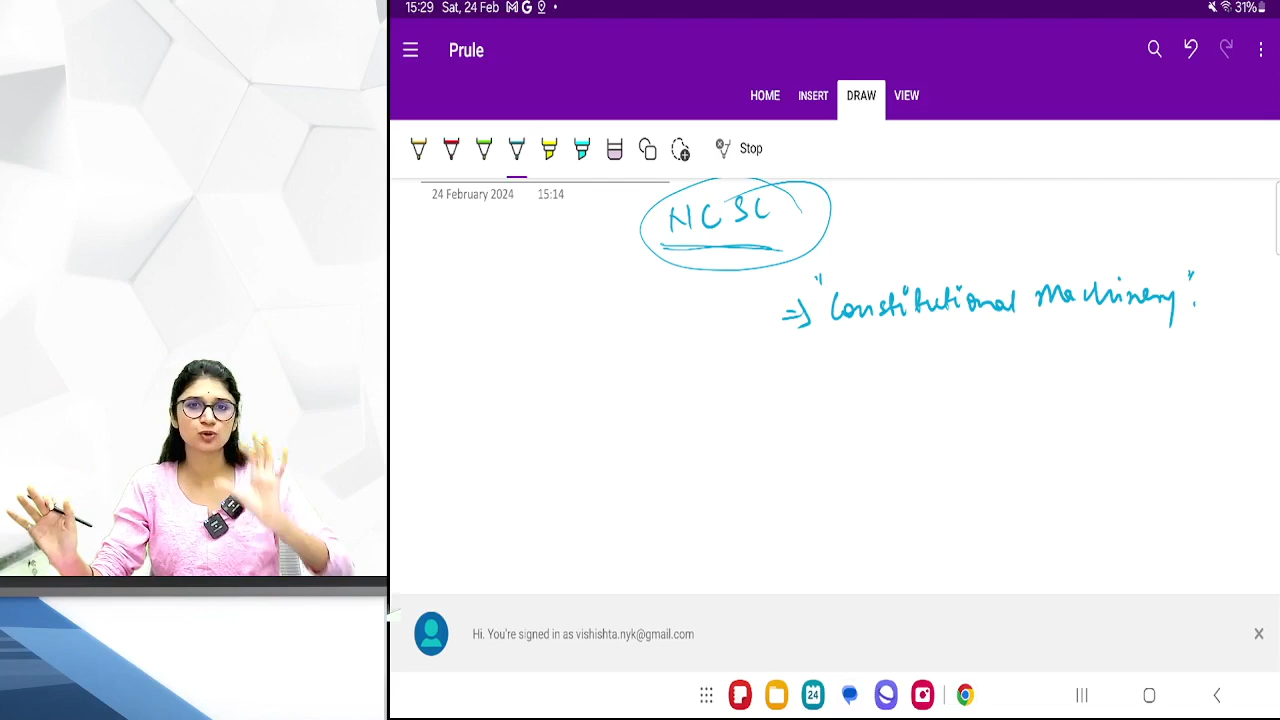 15:29 Sat, 24 Feb 31%
Prule
HOME INSERT DRAW VIEW
Stop
24 February 2024 15:14
NCSC
⇒ "Constitutional Machinery".
Hi. You're signed in as vishishta.nyk@gmail.com
24